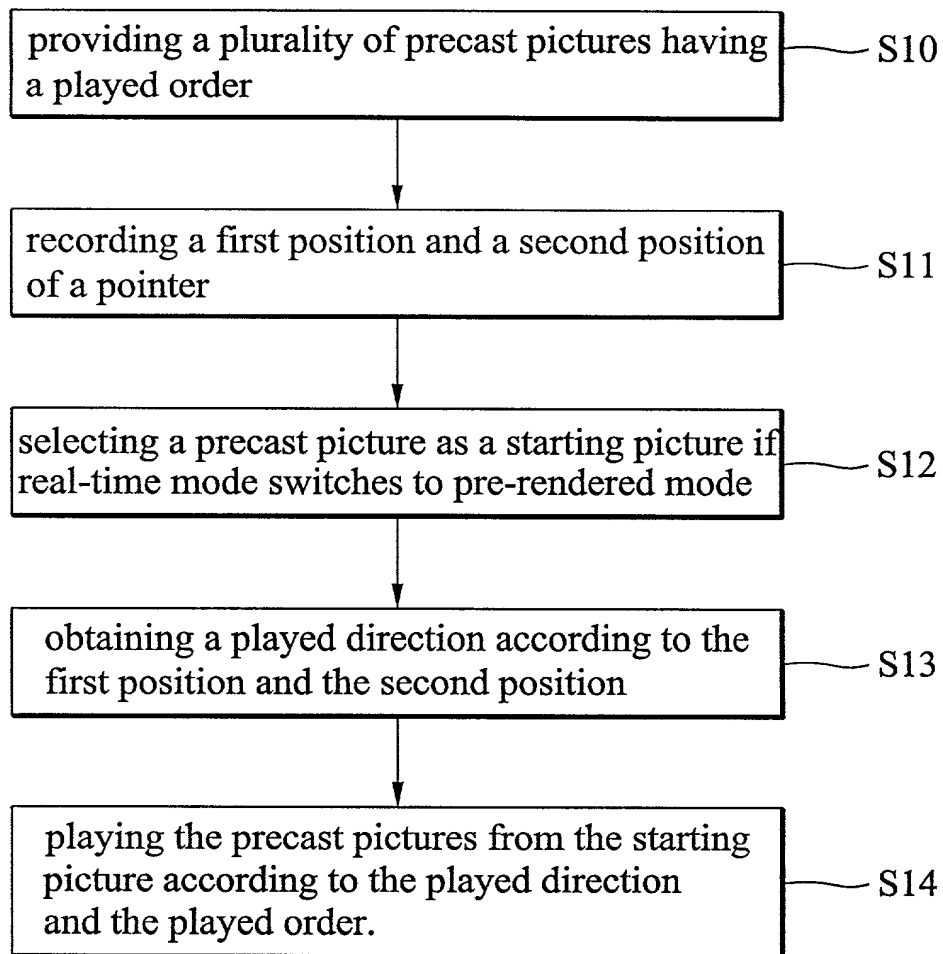 providing a plurality of precast pictures having
a played order
S10
recording a first position and a second position
of a pointer
S11
selecting a precast picture as a starting picture if
real-time mode switches to pre-rendered mode
S12
obtaining a played direction according to the
first position and the second position
S13
playing the precast pictures from the starting
picture according to the played direction
and the played order.
S14